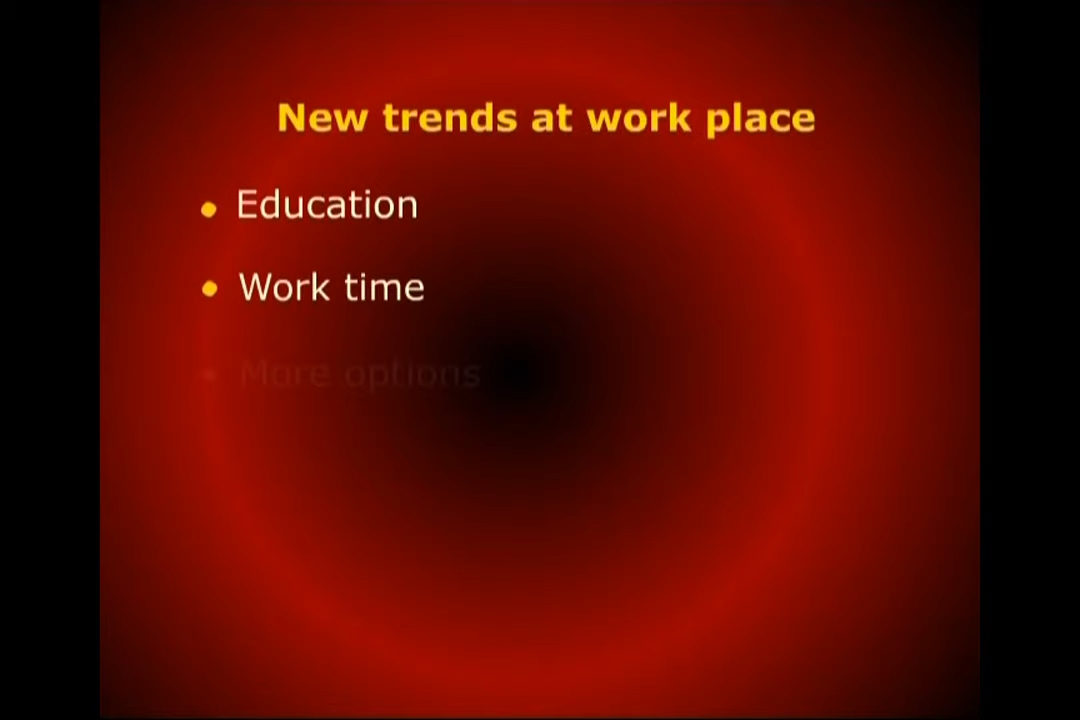 New trends at work place
• Education
• Work time
• More options